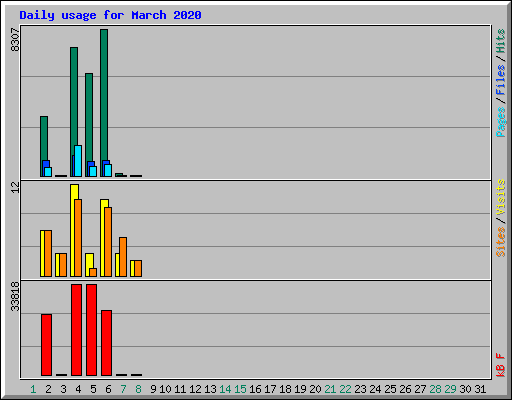 Daily usage for March 2020
8307
Pages/Files/Hits
12
Sites/Visits
33818
kB F
1 2 3 4 5 6 7 8 9 10 11 12 13 14 15 16 17 18 19 20 21 22 23 24 25 26 27 28 29 30 31